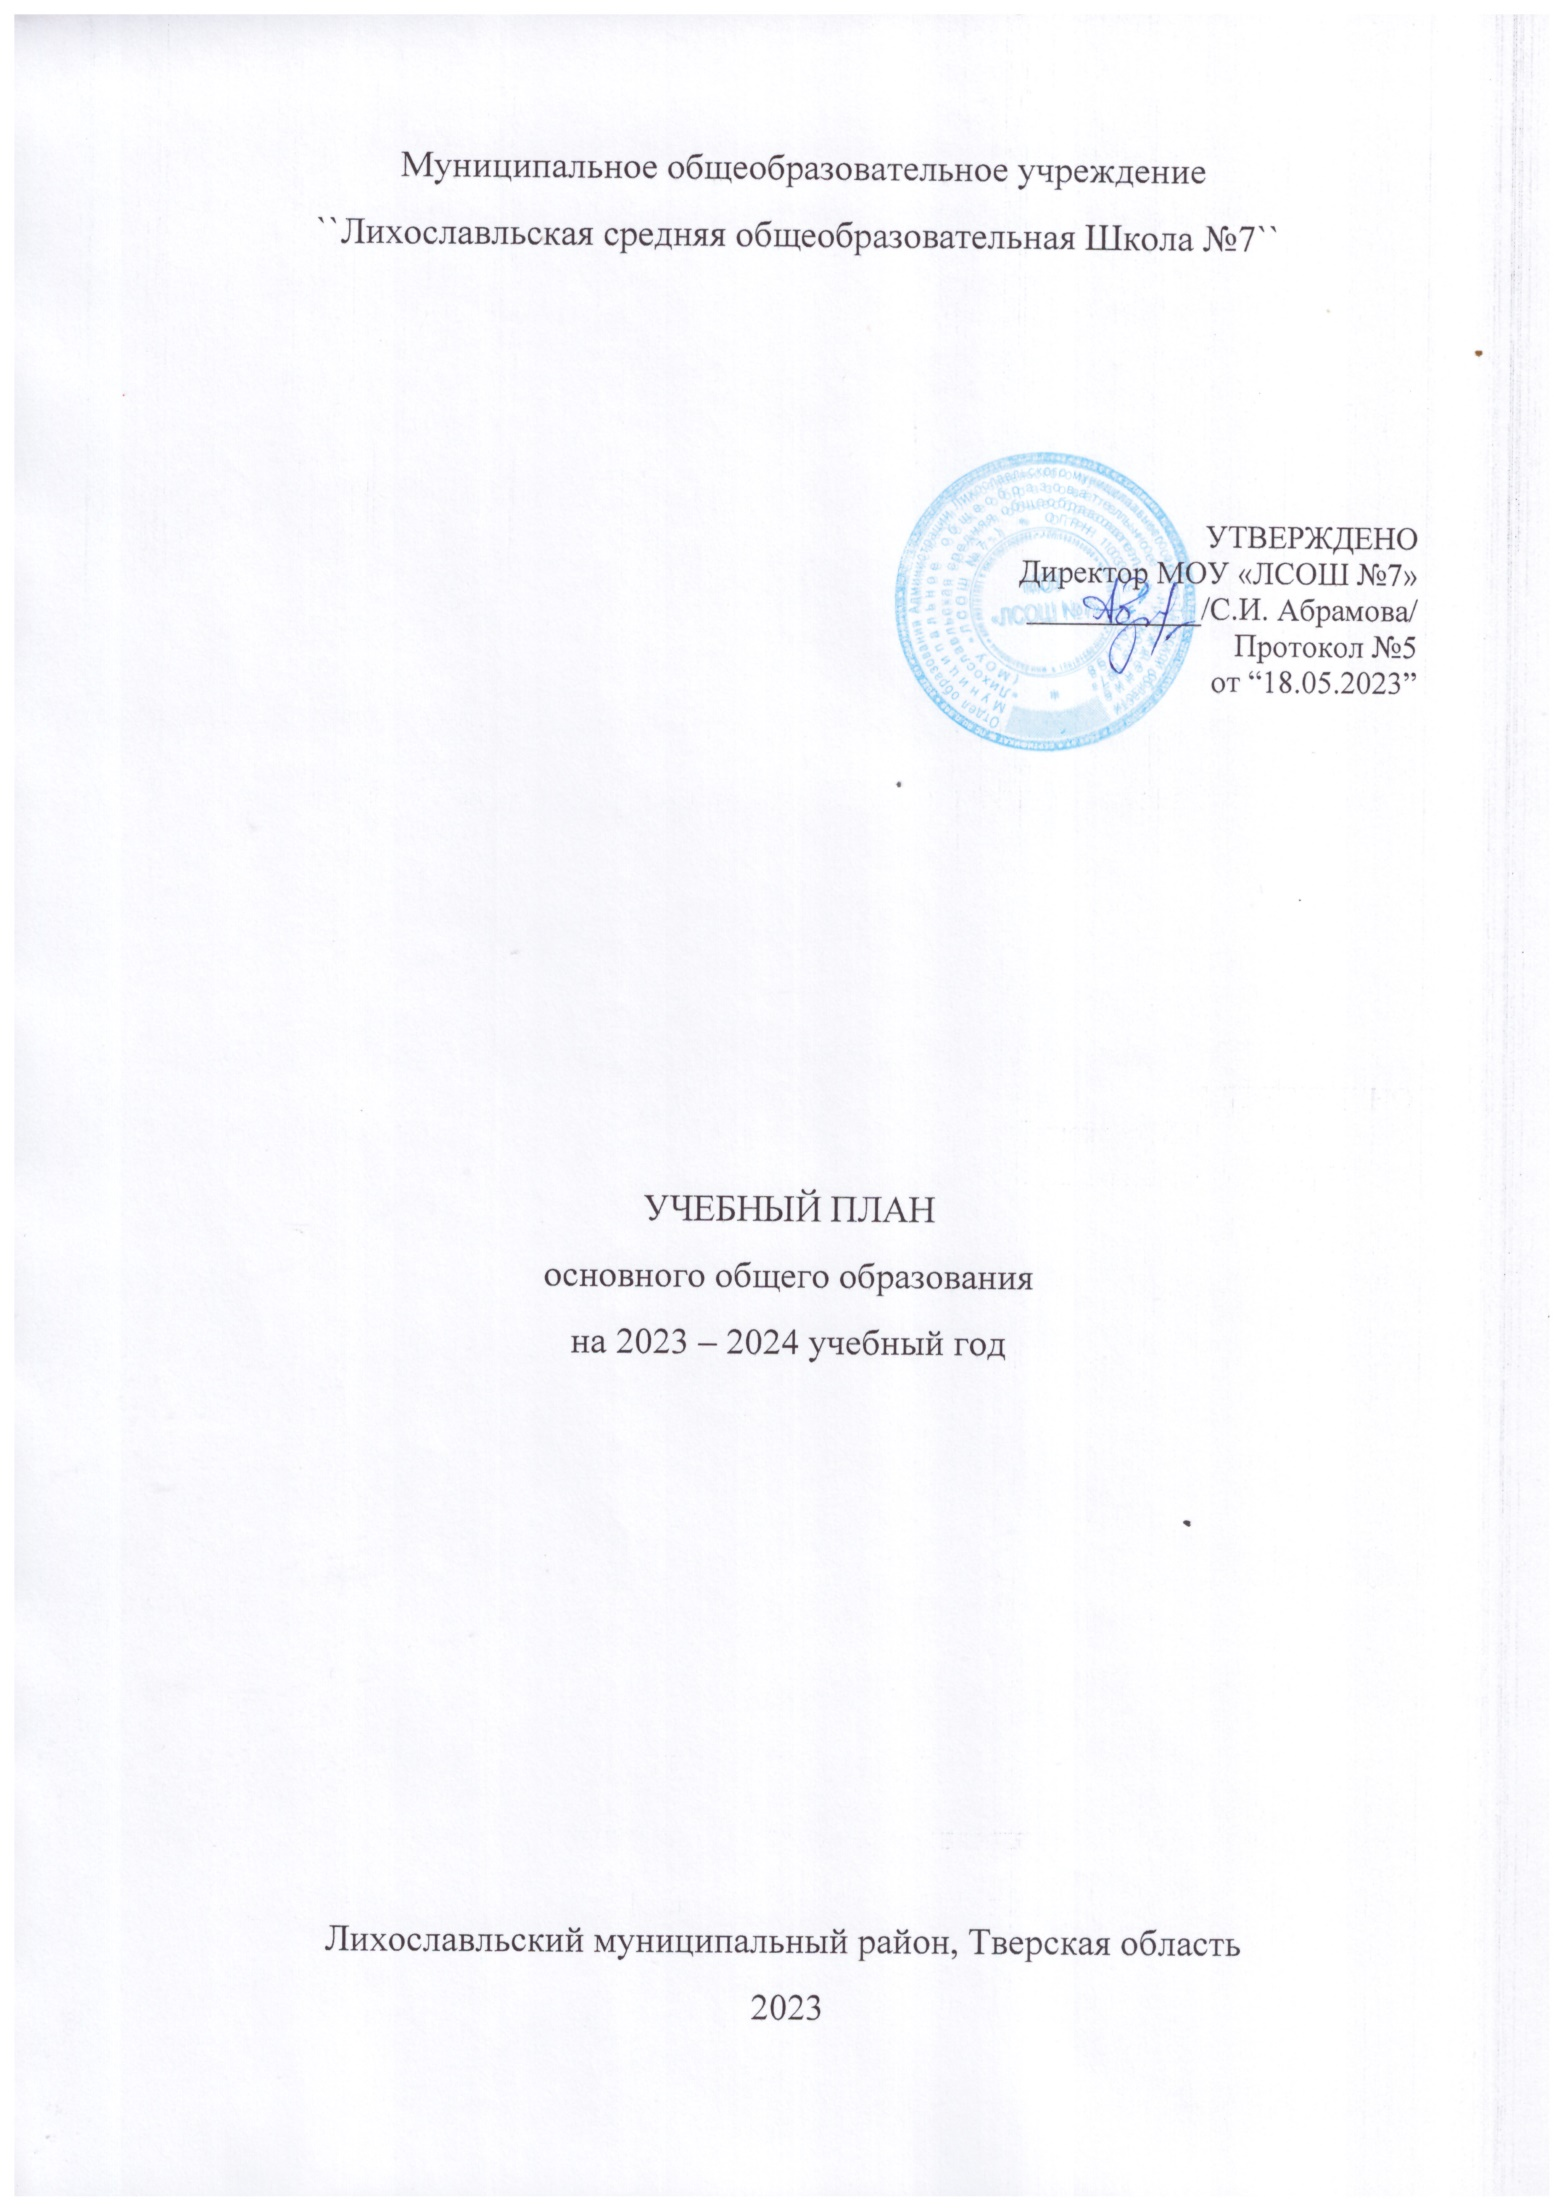 Муниципальное общеобразовательное учреждение
``Лихославльская средняя общеобразовательная Школа №7``
УТВЕРЖДЕНО
Директор МОУ «ЛСОШ №7»
/С.И. Абрамова/
Протокол №5
от “18.05.2023”
УЧЕБНЫЙ ПЛАН
основного общего образования
на 2023 – 2024 учебный год
Лихославльский муниципальный район, Тверская область
2023